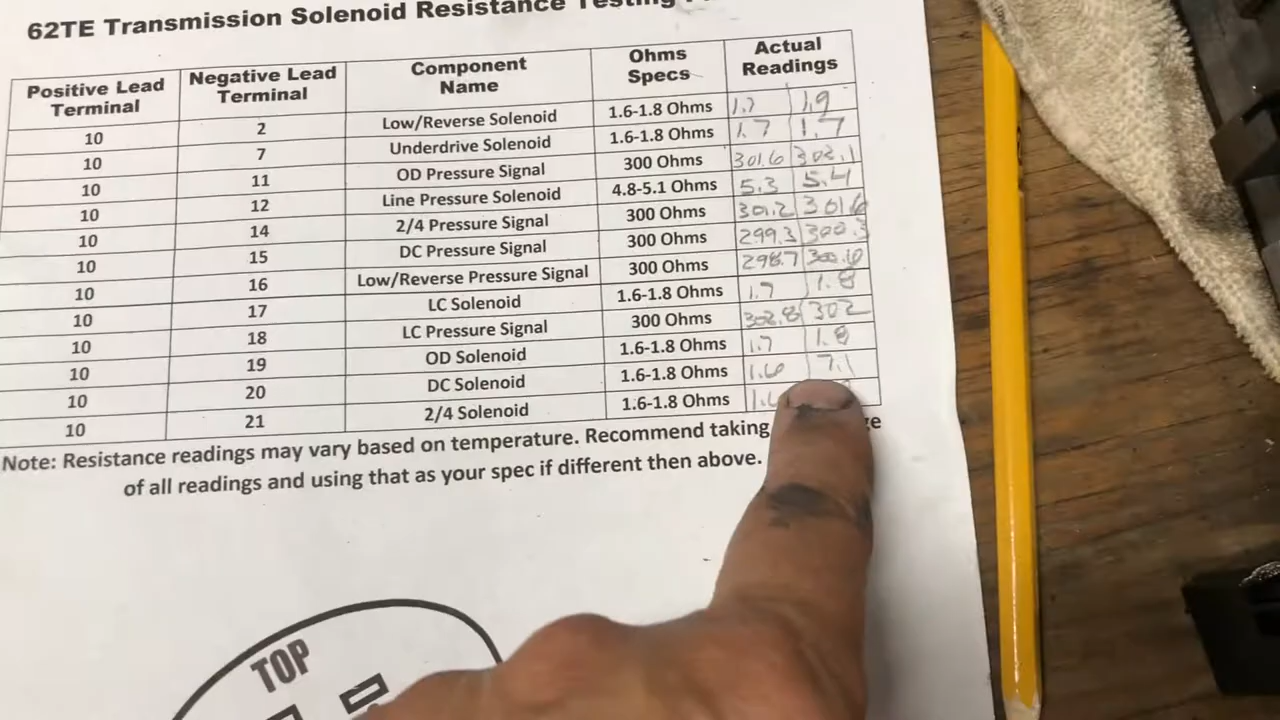 62TE Transmission Solenoid Resistance Testing
Positive Lead Terminal Negative Lead Terminal Component Name Ohms Specs Actual Readings
10 2 Low/Reverse Solenoid 1.6-1.8 Ohms 1.7 1.9
10 7 Underdrive Solenoid 1.6-1.8 Ohms 1.7 1.7
10 11 OD Pressure Signal 300 Ohms 301.6
10 12 Line Pressure Solenoid 4.8-5.1 Ohms 5.3 5.4
10 14 2/4 Pressure Signal 300 Ohms 301.2 301.6
10 15 DC Pressure Signal 300 Ohms 299.3 300.3
10 16 Low/Reverse Pressure Signal 300 Ohms 298.7
10 17 LC Solenoid 1.6-1.8 Ohms 1.7 1.8
10 18 LC Pressure Signal 300 Ohms 302.8 302
10 19 OD Solenoid 1.6-1.8 Ohms 1.7 1.8
10 20 DC Solenoid 1.6-1.8 Ohms 1.6 7.1
10 21 2/4 Solenoid 1.6-1.8 Ohms
Note: Resistance readings may vary based on temperature. Recommend taking
of all readings and using that as your spec if different then above.
TOP